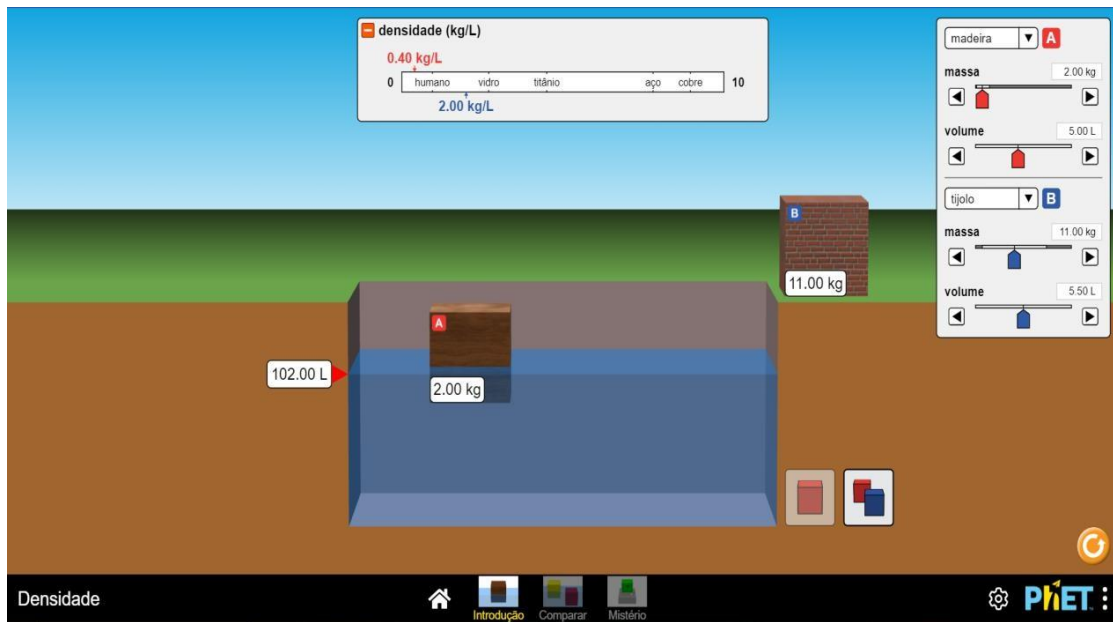 densidade (kg/L)
0.40 kg/L
0 humano vidro titânio aço cobre 10
2.00 kg/L
madeira A
massa 2.00 kg
volume 5.00 L
tijolo B
massa 11.00 kg
volume 5.50 L
B
11.00 kg
A
102.00 L
2.00 kg
Densidade
Introdução
Comparar
Mistério
PhET